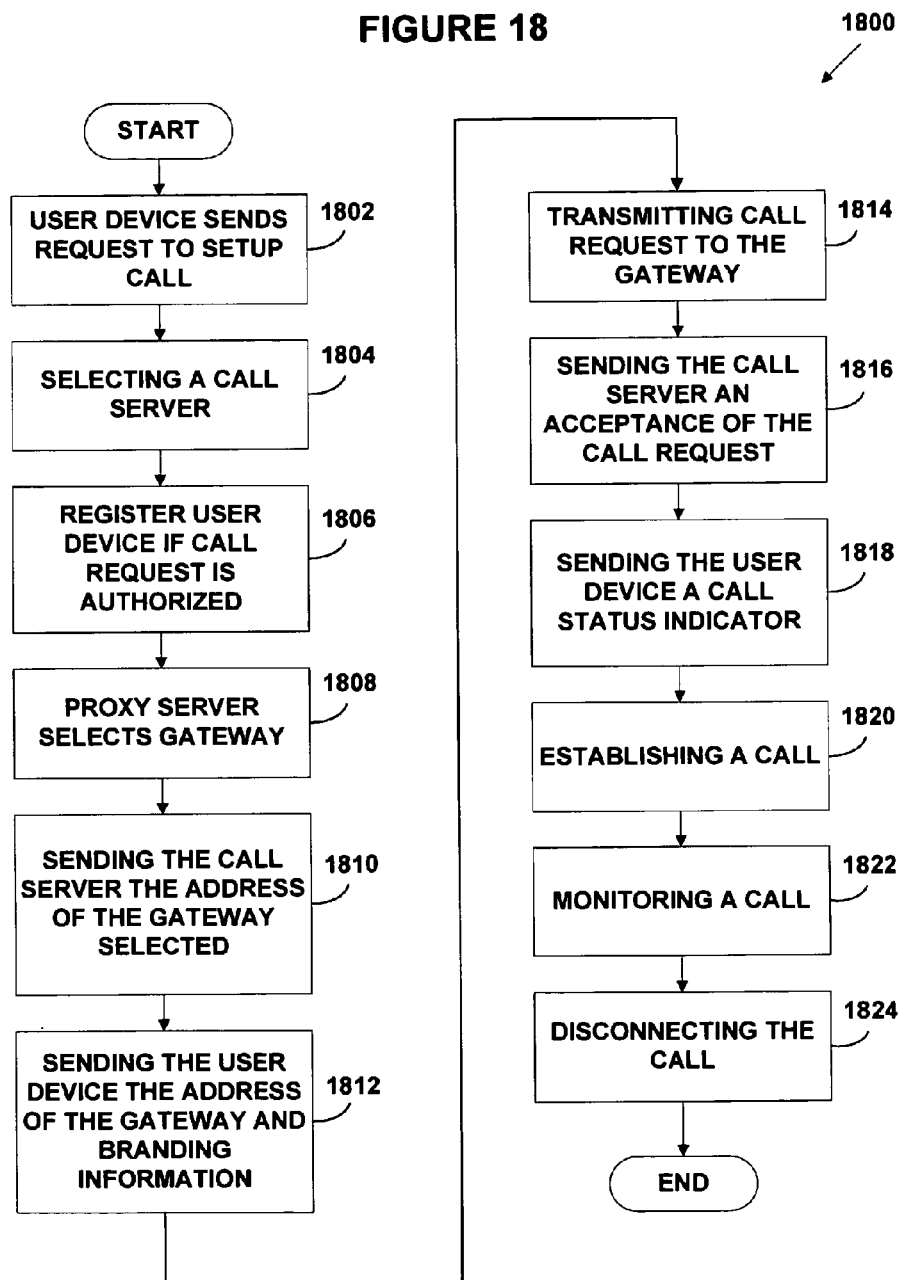 FIGURE 18
1800
START
USER DEVICE SENDS
REQUEST TO SETUP
CALL
1802
SELECTING A CALL
SERVER
1804
REGISTER USER
DEVICE IF CALL
REQUEST IS
AUTHORIZED
1806
PROXY SERVER
SELECTS GATEWAY
1808
SENDING THE CALL
SERVER THE ADDRESS
OF THE GATEWAY
SELECTED
1810
SENDING THE USER
DEVICE THE ADDRESS
OF THE GATEWAY AND
BRANDING
INFORMATION
1812
TRANSMITTING CALL
REQUEST TO THE
GATEWAY
1814
SENDING THE CALL
SERVER AN
ACCEPTANCE OF THE
CALL REQUEST
1816
SENDING THE USER
DEVICE A CALL
STATUS INDICATOR
1818
ESTABLISHING A CALL
1820
MONITORING A CALL
1822
DISCONNECTING THE
CALL
1824
END